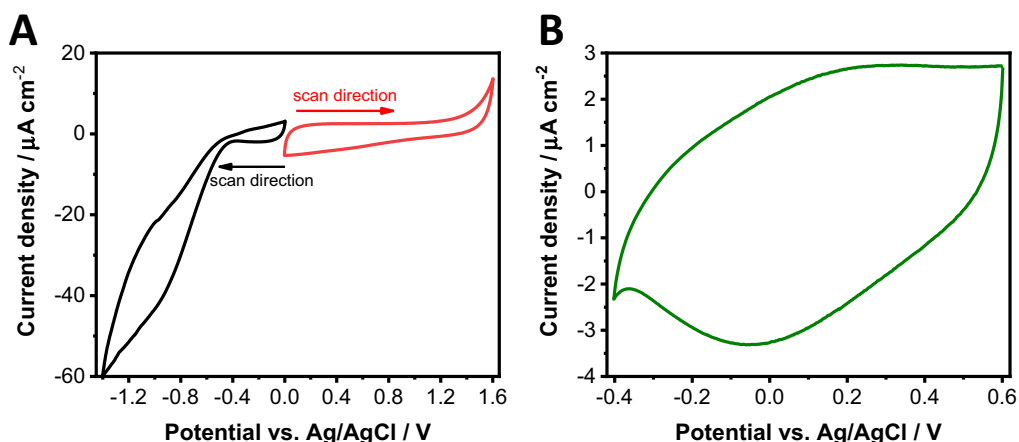 A
20
0
-20
-40
-60
Current density / μA cm⁻²
scan direction
scan direction
-1.2 -0.8 -0.4 0.0 0.4 0.8 1.2 1.6
Potential vs. Ag/AgCl / V
B
3
2
1
0
-1
-2
-3
-4
Current density / μA cm⁻²
-0.4 -0.2 0.0 0.2 0.4 0.6
Potential vs. Ag/AgCl / V